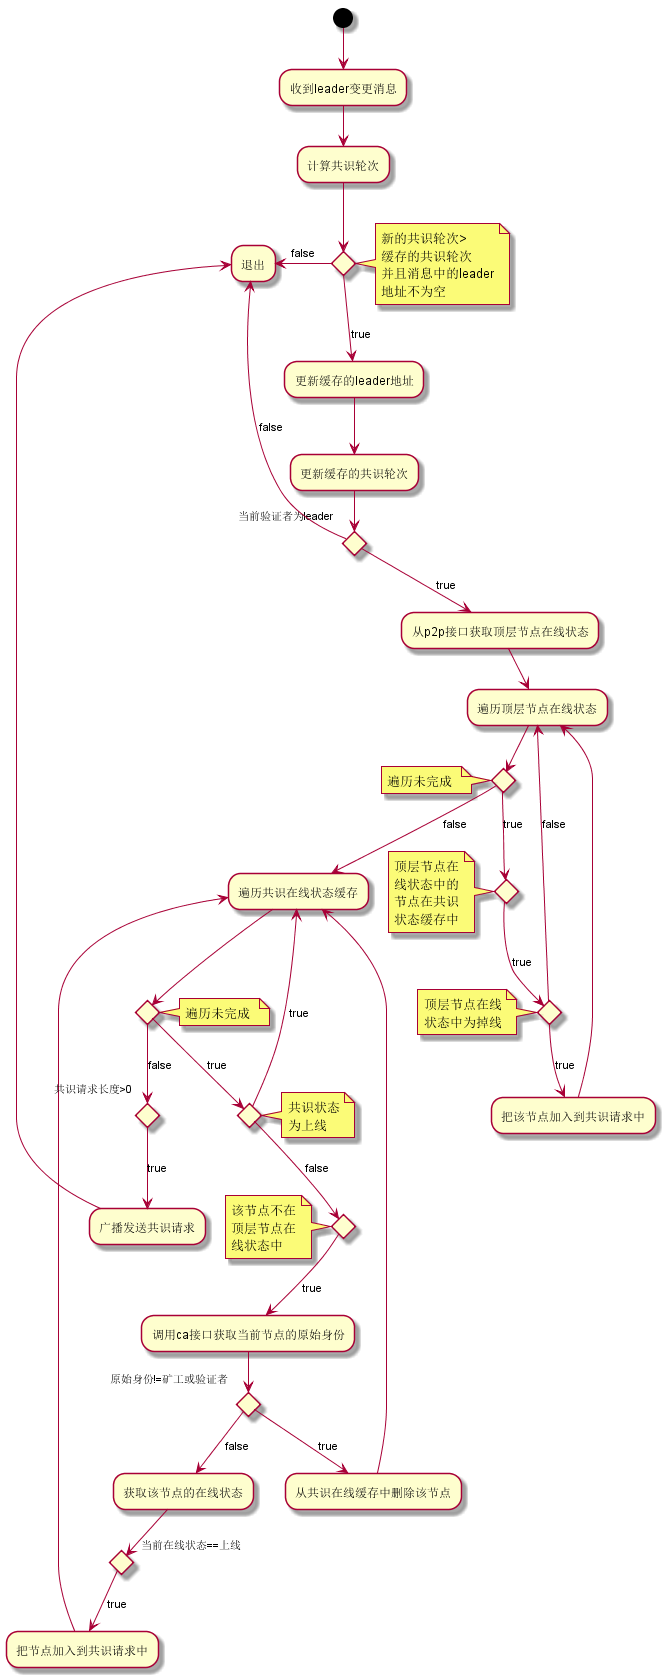 收到leader变更消息
计算共识轮次
新的共识轮次>
缓存的共识轮次
并且消息中的leader
地址不为空
false
退出
true
更新缓存的leader地址
false
更新缓存的共识轮次
当前验证者为leader
true
从p2p接口获取顶层节点在线状态
遍历顶层节点在线状态
遍历未完成
false
true
false
顶层节点在
线状态中的
节点在共识
状态缓存中
遍历共识在线状态缓存
true
顶层节点在线
状态中为掉线
遍历未完成
true
false
true
true
共识请求长度>0
共识状态
为上线
把该节点加入到共识请求中
true
false
该节点不在
顶层节点在
线状态中
广播发送共识请求
true
调用ca接口获取当前节点的原始身份
原始身份!=矿工或验证者
false
true
获取该节点的在线状态
从共识在线缓存中删除该节点
当前在线状态==上线
true
把节点加入到共识请求中